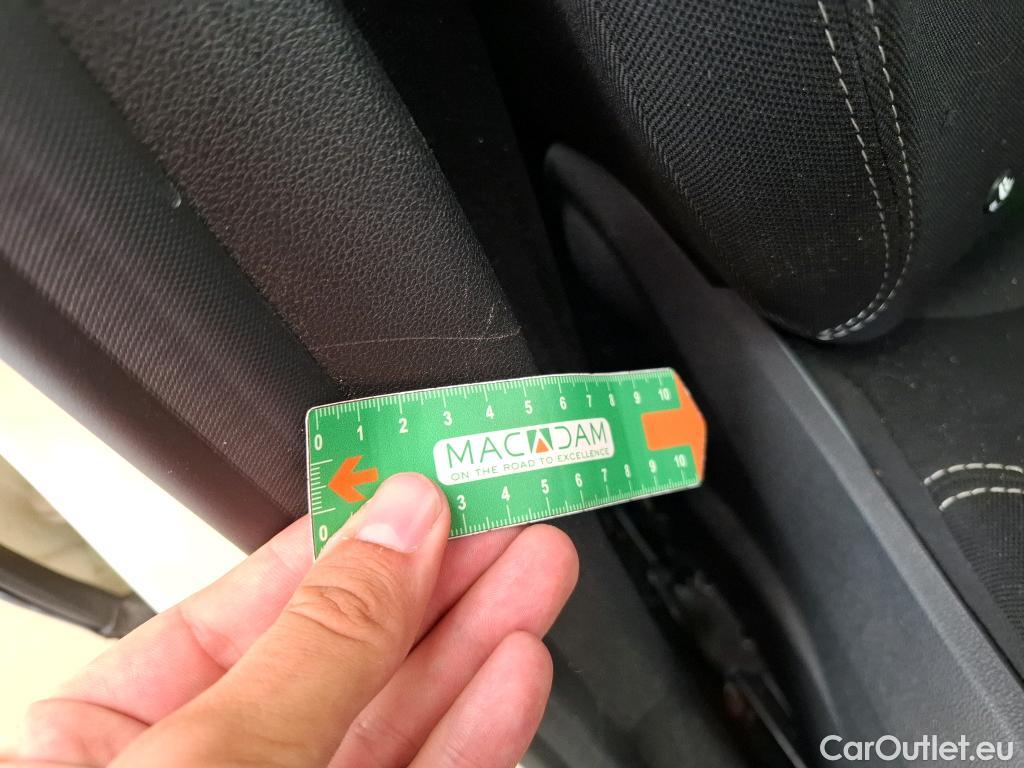 0 1 2 3 4 5 6 7 8 9 10
MACADAM
ON THE ROAD TO EXCELLENCE
0 3 4 5 6 7 8 9 10
CarOutlet.eu